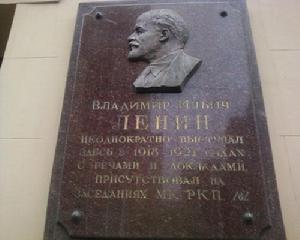 ВЛАДИМИР ИЛЬИЧ
ЛЕНИН
НЕОДНОКРАТНО ВЫСТУПАЛ
ЗДЕСЬ В 1918-1921 ГОДАХ
С РЕЧАМИ И ДОКЛАДАМИ,
ПРИСУТСТВОВАЛ НА
ЗАСЕДАНИЯХ МК РКП